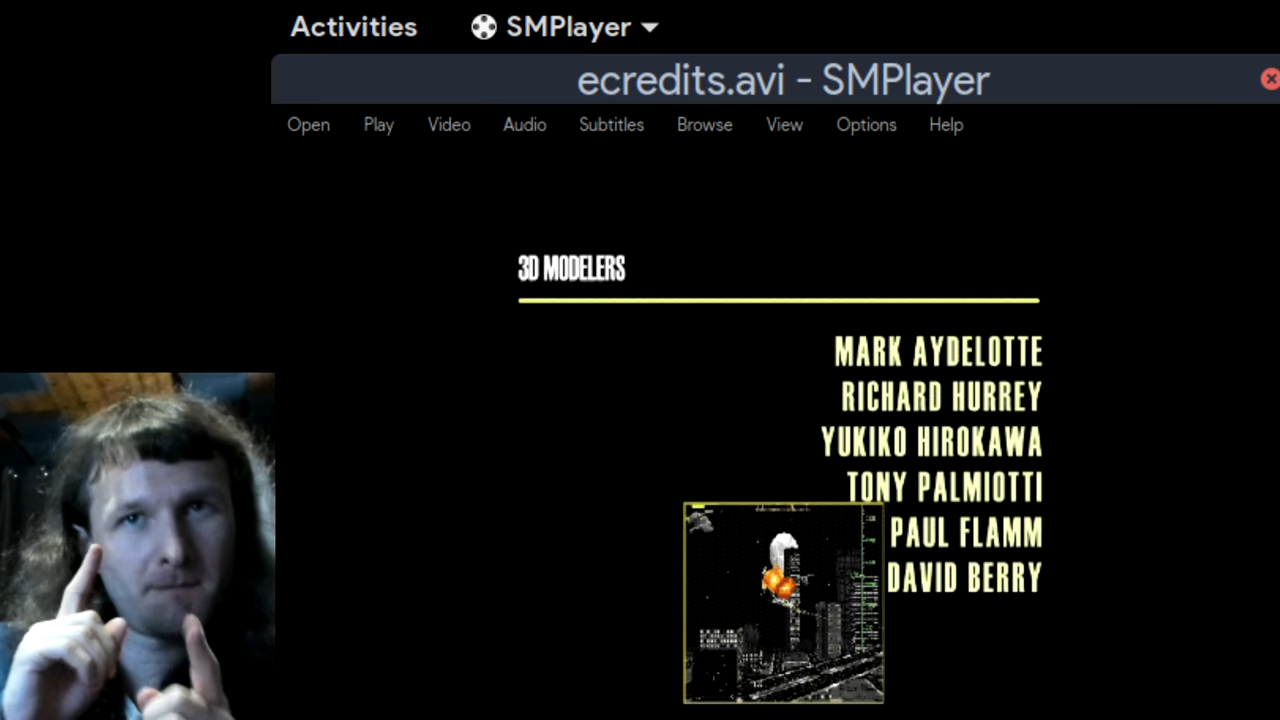 Activities SMPlayer
ecredits.avi - SMPlayer
Open Play Video Audio Subtitles Browse View Options Help
3D MODELERS
MARK AYDELOTTE
RICHARD HURREY
YUKIKO HIROKAWA
TONY PALMIOTTI
PAUL FLAMM
DAVID BERRY